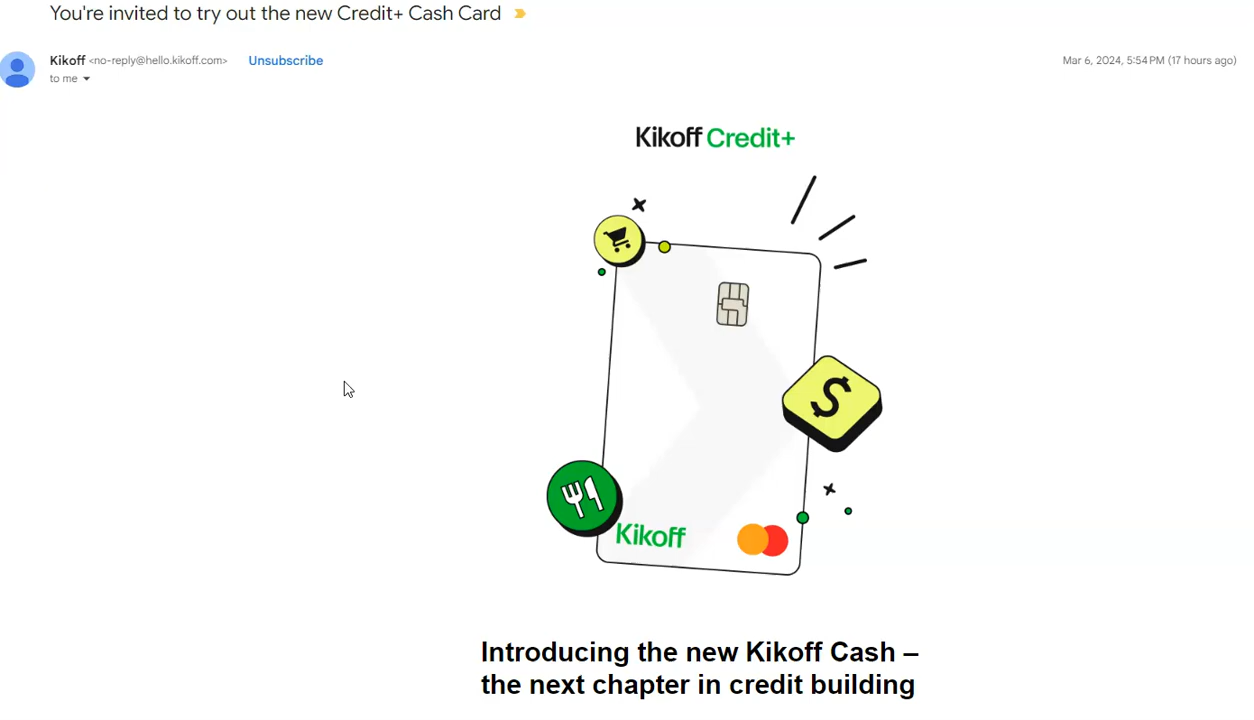 You're invited to try out the new Credit+ Cash Card
Kikoff <no-reply@hello.kikoff.com> Unsubscribe
Mar 6, 2024, 5:54 PM (17 hours ago)
to me
Kikoff Credit+
$
Kikoff
Introducing the new Kikoff Cash –
the next chapter in credit building